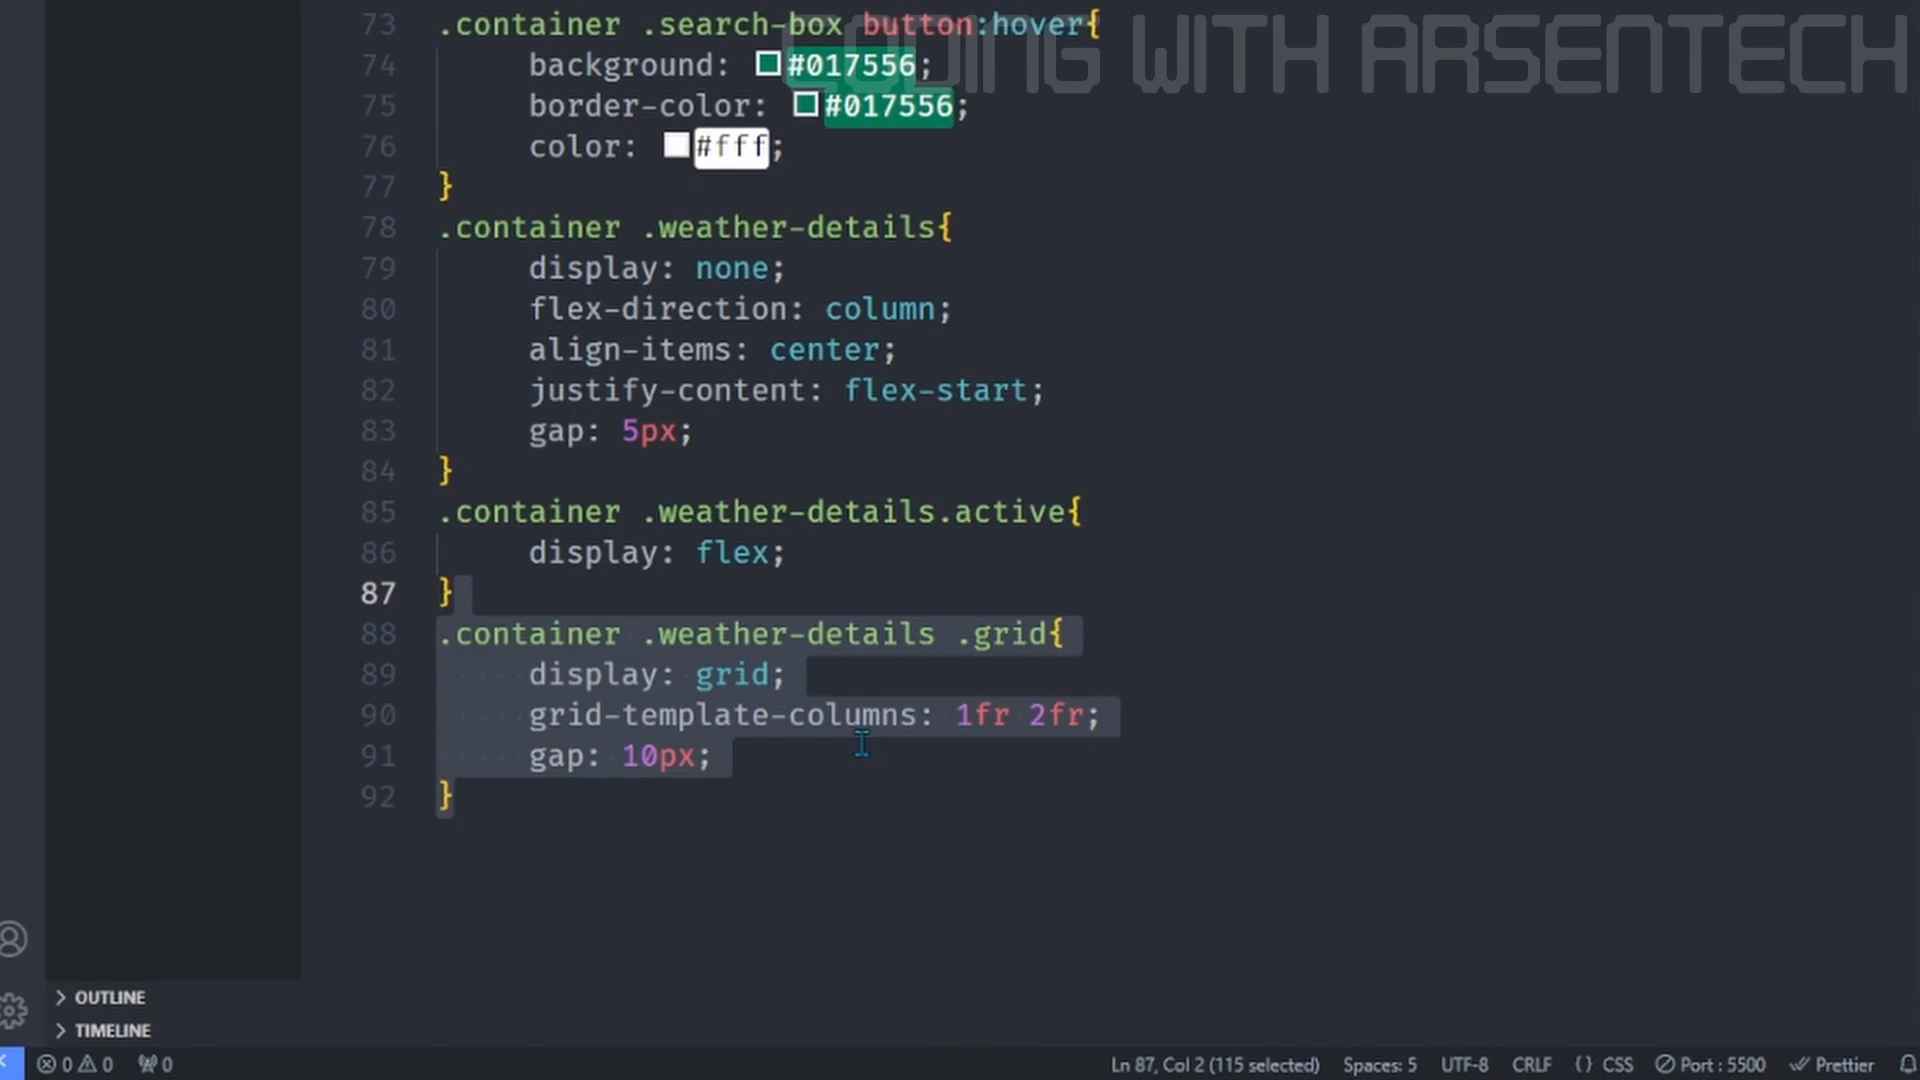 CODING WITH ARSENTECH
73 .container .search-box button:hover{
74 background: #017556;
75 border-color: #017556;
76 color: #fff;
77 }
78 .container .weather-details{
79 display: none;
80 flex-direction: column;
81 align-items: center;
82 justify-content: flex-start;
83 gap: 5px;
84 }
85 .container .weather-details.active{
86 display: flex;
87 }
88 .container .weather-details .grid{
89 display: grid;
90 grid-template-columns: 1fr 2fr;
91 gap: 10px;
92 }
OUTLINE
TIMELINE
0 0 0 Ln 87, Col 2 (115 selected) Spaces: 5 UTF-8 CRLF {} CSS Port : 5500 Prettier